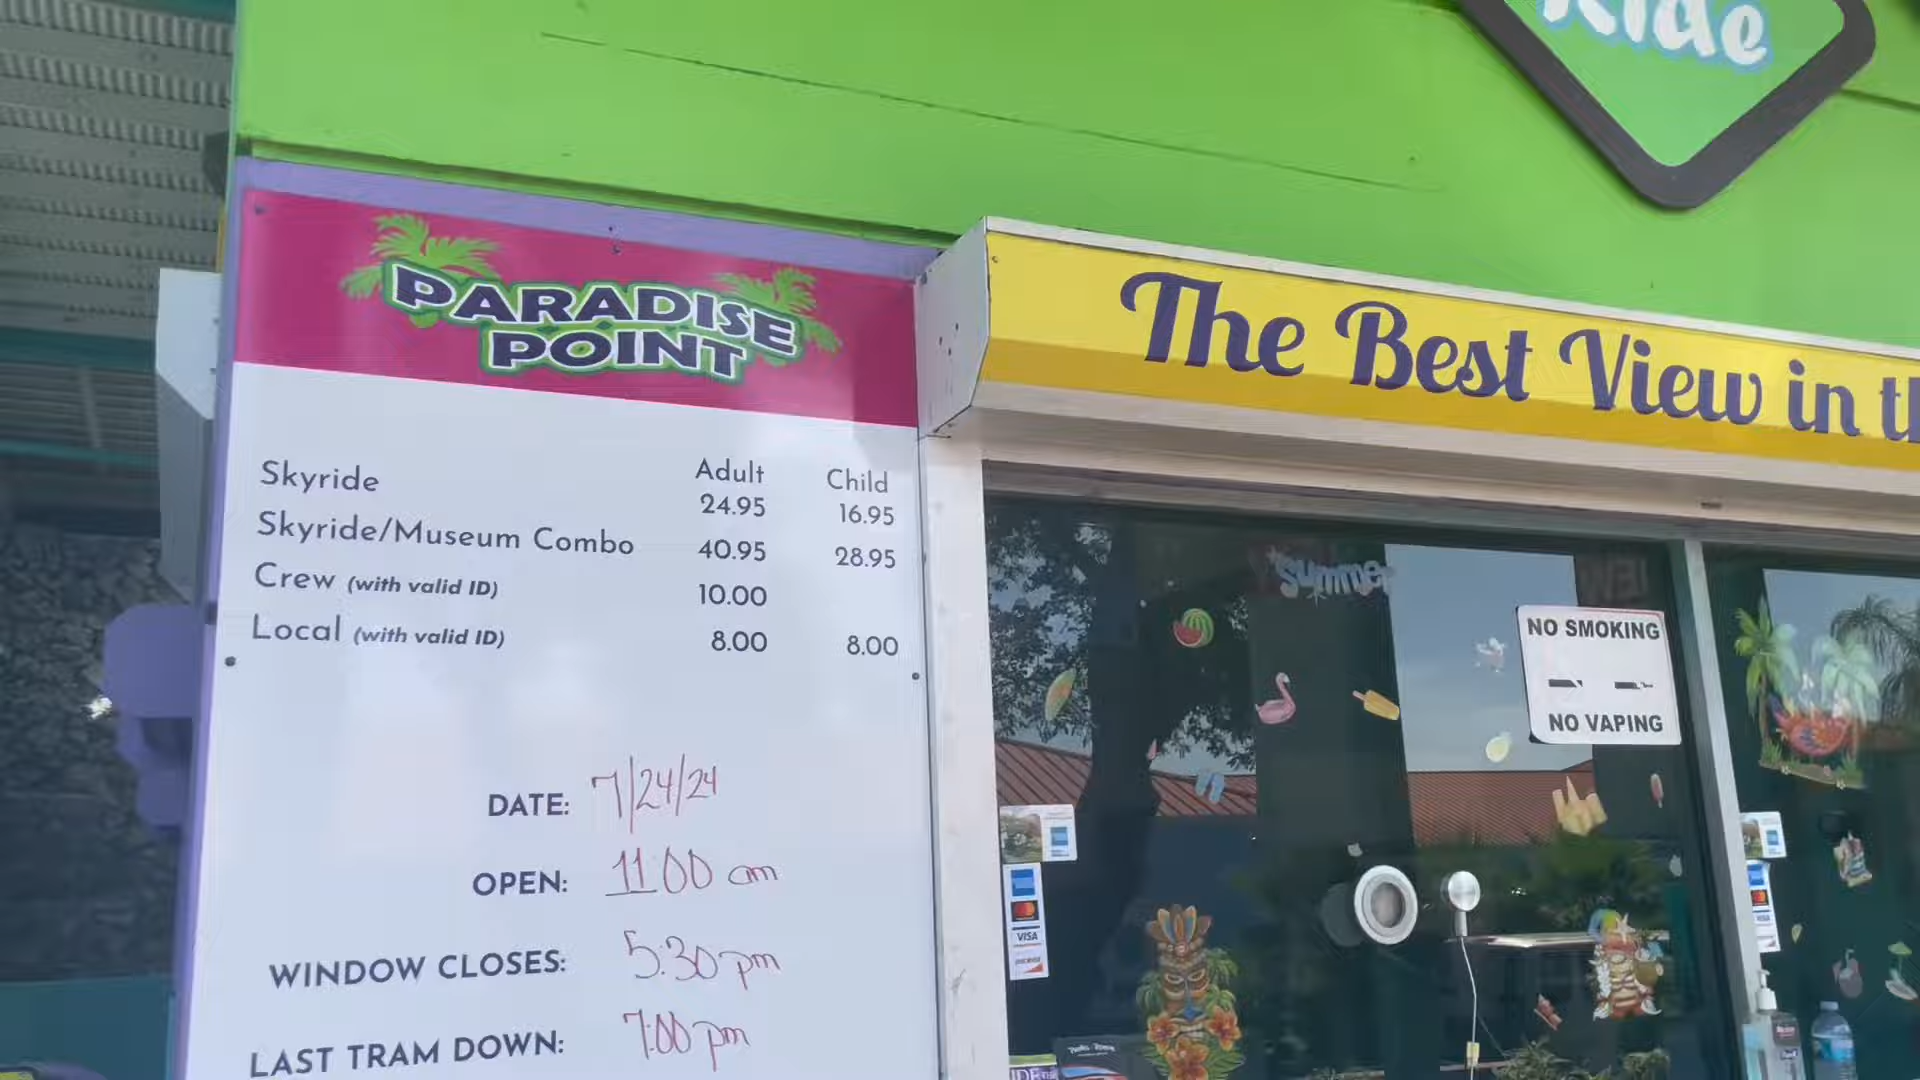 Ride
PARADISE
POINT
The Best View in
Adult Child
Skyride 24.95 16.95
Skyride/Museum Combo 40.95 28.95
Crew (with valid ID) 10.00
Local (with valid ID) 8.00 8.00
DATE: 7/24/24
OPEN: 11:00 am
WINDOW CLOSES: 5:30 pm
LAST TRAM DOWN: 7:00 pm
summer
NO SMOKING
NO VAPING
VISA